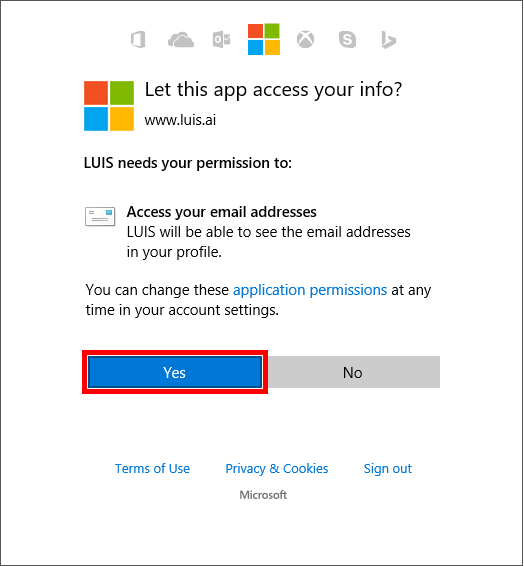 Let this app access your info?
www.luis.ai
LUIS needs your permission to:
Access your email addresses
LUIS will be able to see the email addresses
in your profile.
You can change these application permissions at any
time in your account settings.
Yes No
Terms of Use Privacy & Cookies Sign out
Microsoft